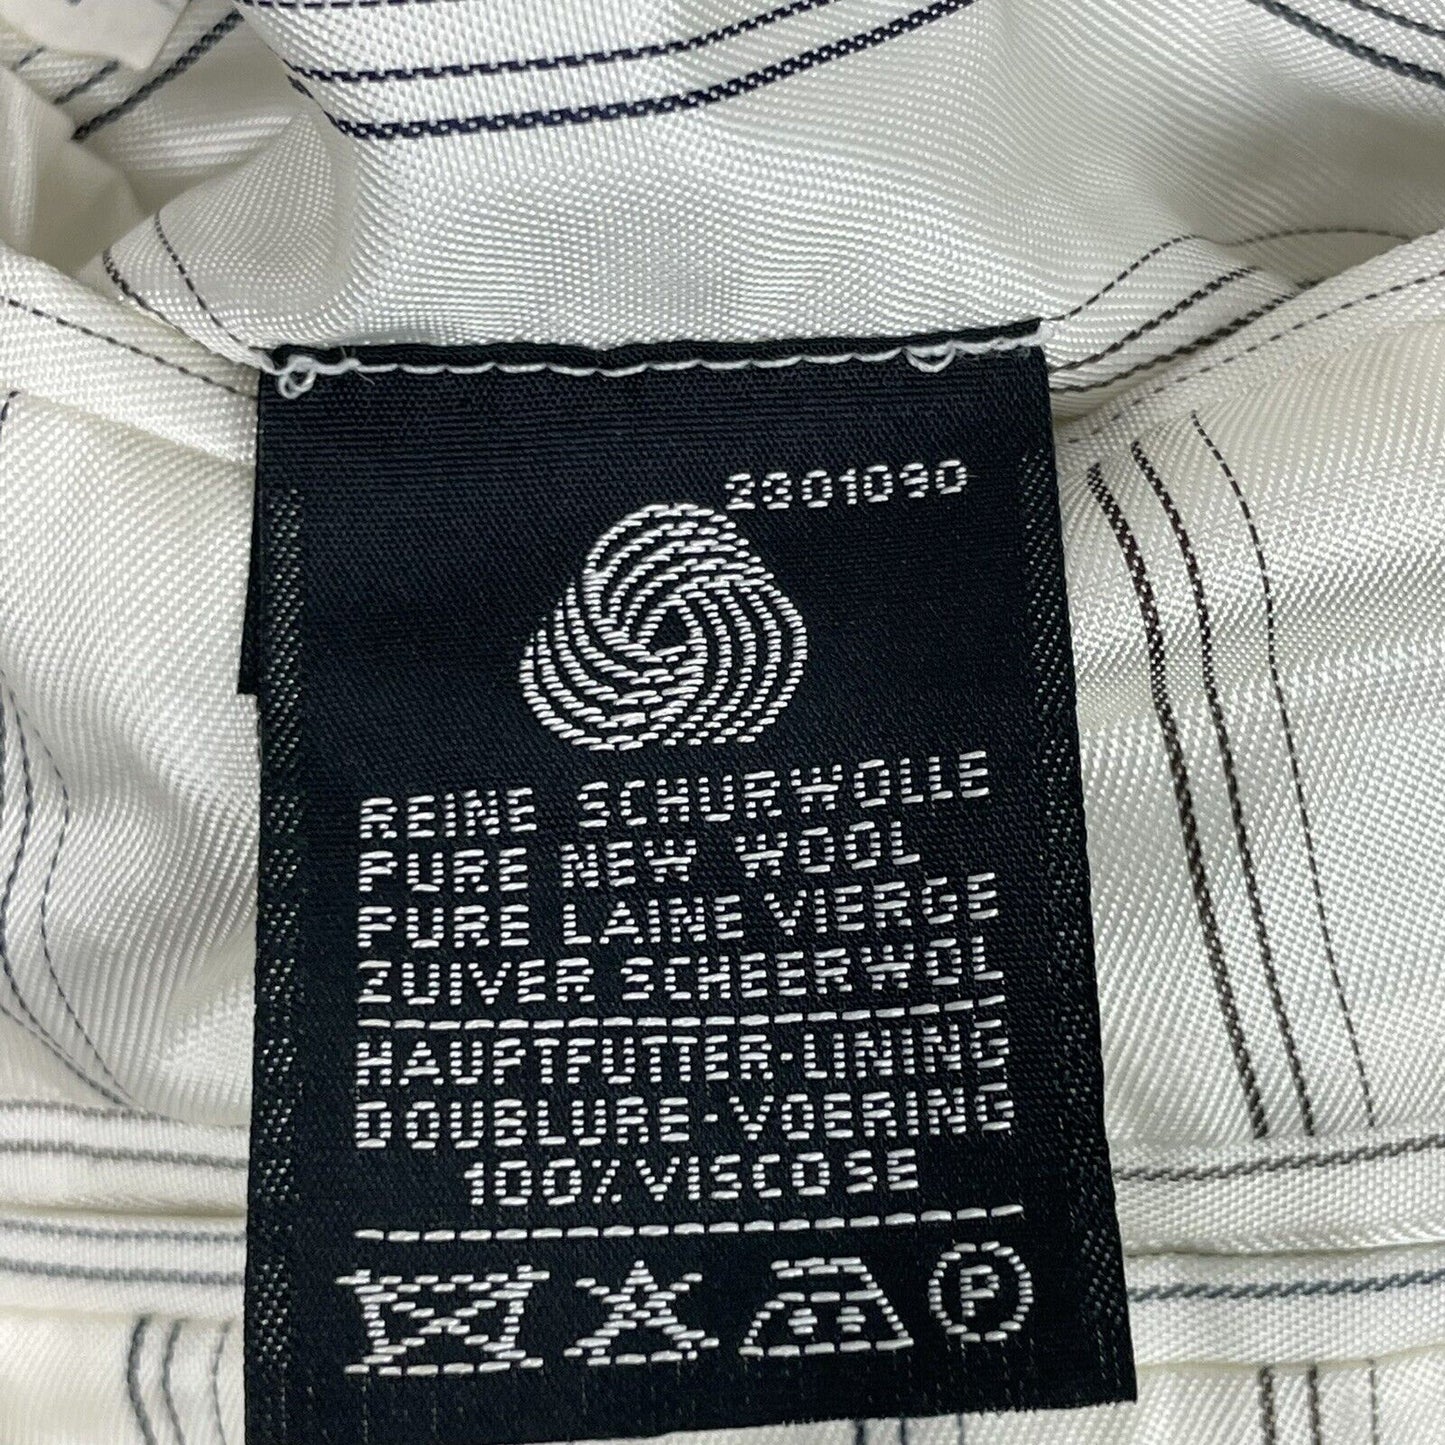 2301090
REINE SCHURWOLLE
PURE NEW WOOL
PURE LAINE VIERGE
ZUIVER SCHEERWOL
HAUPTFUTTER-LINING
DOUBLURE-VOERING
100%VISCOSE
P